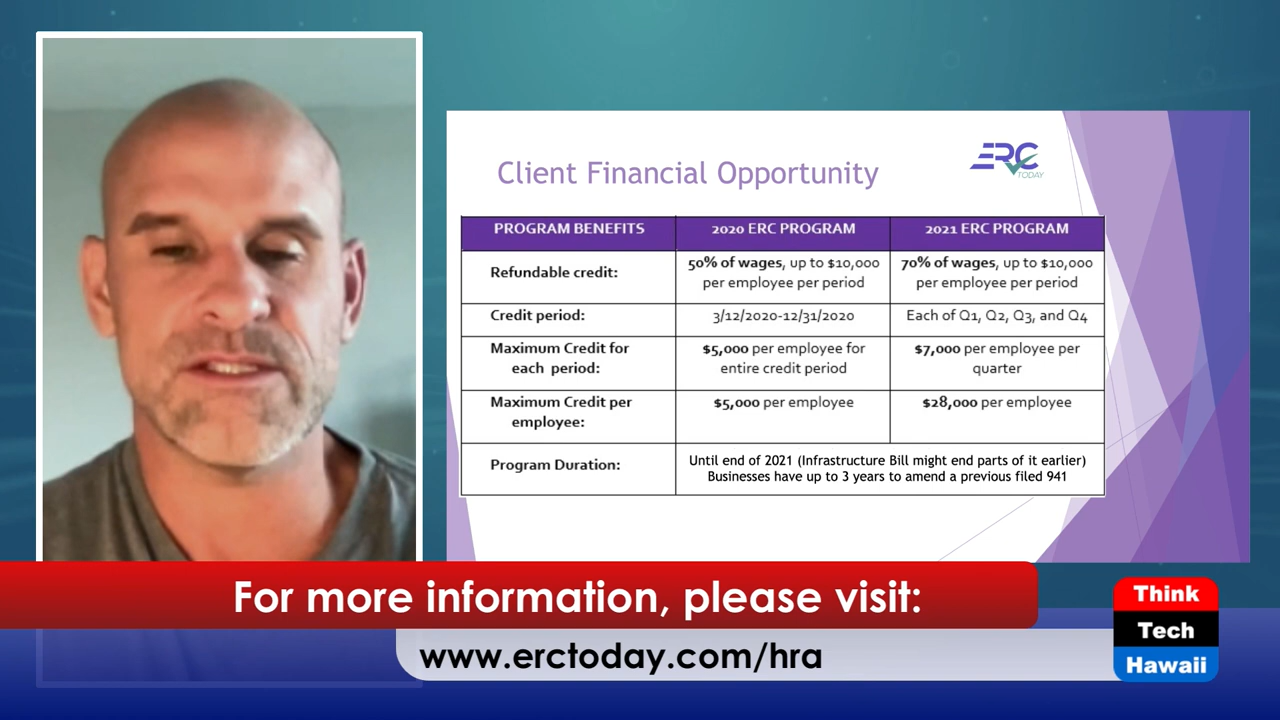 Client Financial Opportunity
ERC
TODAY
PROGRAM BENEFITS
2020 ERC PROGRAM
2021 ERC PROGRAM
Refundable credit:
50% of wages, up to $10,000
per employee per period
70% of wages, up to $10,000
per employee per period
Credit period:
3/12/2020-12/31/2020
Each of Q1, Q2, Q3, and Q4
Maximum Credit for
each period:
$5,000 per employee for
entire credit period
$7,000 per employee per
quarter
Maximum Credit per
employee:
$5,000 per employee
$28,000 per employee
Program Duration:
Until end of 2021 (Infrastructure Bill might end parts of it earlier)
Businesses have up to 3 years to amend a previous filed 941
For more information, please visit:
www.erctoday.com/hra
Think
Tech
Hawaii